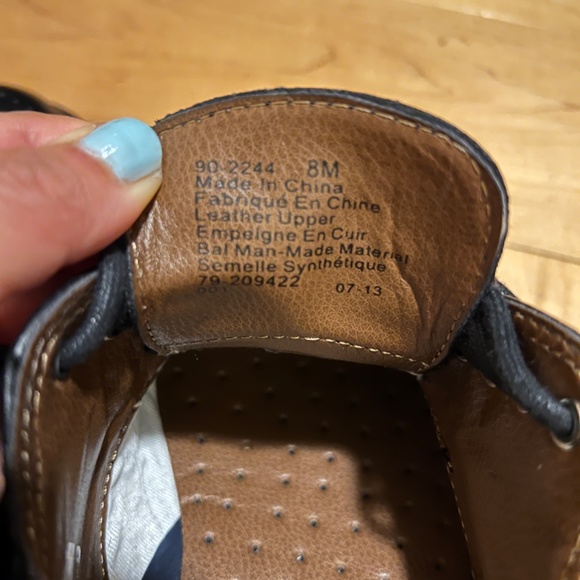 90-2244 8M
Made In China
Fabriqué En Chine
Leather Upper
Empeigne En Cuir
Bal Man-Made Material
Semelle Synthétique
79-209422
07-13